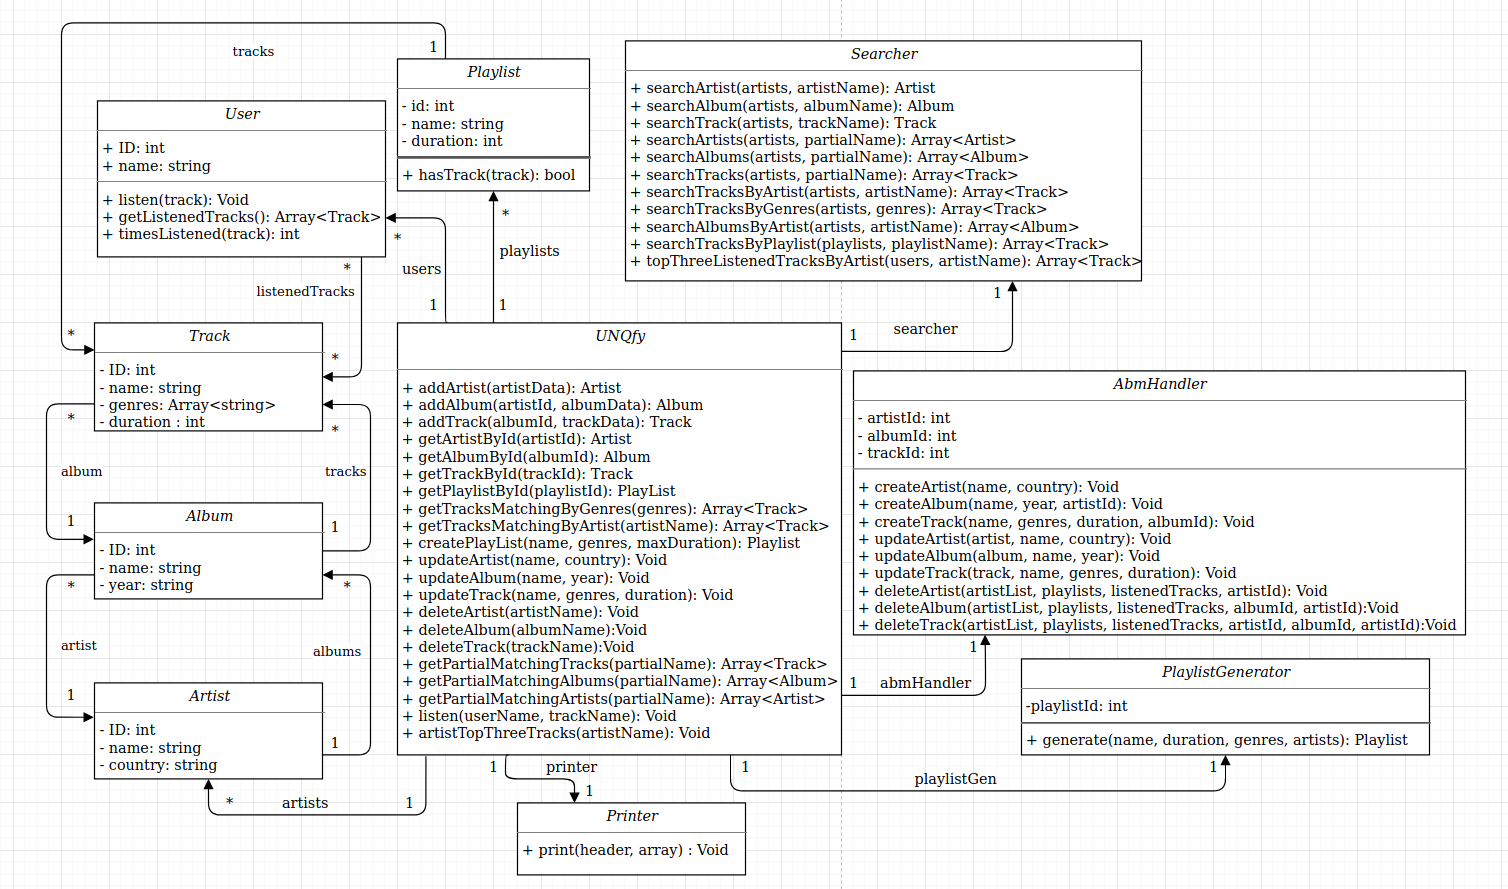 tracks
1
Playlist
- id: int
- name: string
- duration: int
+ hasTrack(track): bool
User
+ ID: int
+ name: string
+ listen(track): Void
+ getListenedTracks(): Array<Track>
+ timesListened(track): int
Searcher
+ searchArtist(artists, artistName): Artist
+ searchAlbum(artists, albumName): Album
+ searchTrack(artists, trackName): Track
+ searchArtists(artists, partialName): Array<Artist>
+ searchAlbums(artists, partialName): Array<Album>
+ searchTracks(artists, partialName): Array<Track>
+ searchTracksByArtist(artists, artistName): Array<Track>
+ searchTracksByGenres(artists, genres): Array<Track>
+ searchAlbumsByArtist(artists, artistName): Array<Album>
+ searchTracksByPlaylist(playlists, playlistName): Array<Track>
+ topThreeListenedTracksByArtist(users, artistName): Array<Track>
*
playlists
1
*
users
1
*
listenedTracks
*
1
searcher
1
*
Track
- ID: int
- name: string
- genres: Array<string>
- duration : int
*
album
1
*
tracks
1
Album
- ID: int
- name: string
- year: string
*
artist
1
*
albums
1
Artist
- ID: int
- name: string
- country: string
*
artists
1
UNQfy
+ addArtist(artistData): Artist
+ addAlbum(artistId, albumData): Album
+ addTrack(albumId, trackData): Track
+ getArtistById(artistId): Artist
+ getAlbumById(albumId): Album
+ getTrackById(trackId): Track
+ getPlaylistById(playlistId): PlayList
+ getTracksMatchingByGenres(genres): Array<Track>
+ getTracksMatchingByArtist(artistName): Array<Track>
+ createPlayList(name, genres, maxDuration): Playlist
+ updateArtist(name, country): Void
+ updateAlbum(name, year): Void
+ updateTrack(name, genres, duration): Void
+ deleteArtist(artistName): Void
+ deleteAlbum(albumName):Void
+ deleteTrack(trackName):Void
+ getPartialMatchingTracks(partialName): Array<Track>
+ getPartialMatchingAlbums(partialName): Array<Album>
+ getPartialMatchingArtists(partialName): Array<Artist>
+ listen(userName, trackName): Void
+ artistTopThreeTracks(artistName): Void
AbmHandler
- artistId: int
- albumId: int
- trackId: int
+ createArtist(name, country): Void
+ createAlbum(name, year, artistId): Void
+ createTrack(name, genres, duration, albumId): Void
+ updateArtist(artist, name, country): Void
+ updateAlbum(album, name, year): Void
+ updateTrack(track, name, genres, duration): Void
+ deleteArtist(artistList, playlists, listenedTracks, artistId): Void
+ deleteAlbum(artistList, playlists, listenedTracks, albumId, artistId):Void
+ deleteTrack(artistList, playlists, listenedTracks, artistId, albumId, artistId):Void
1
abmHandler
1
PlaylistGenerator
-playlistId: int
+ generate(name, duration, genres, artists): Playlist
1
playlistGen
1
1
printer
1
Printer
+ print(header, array) : Void